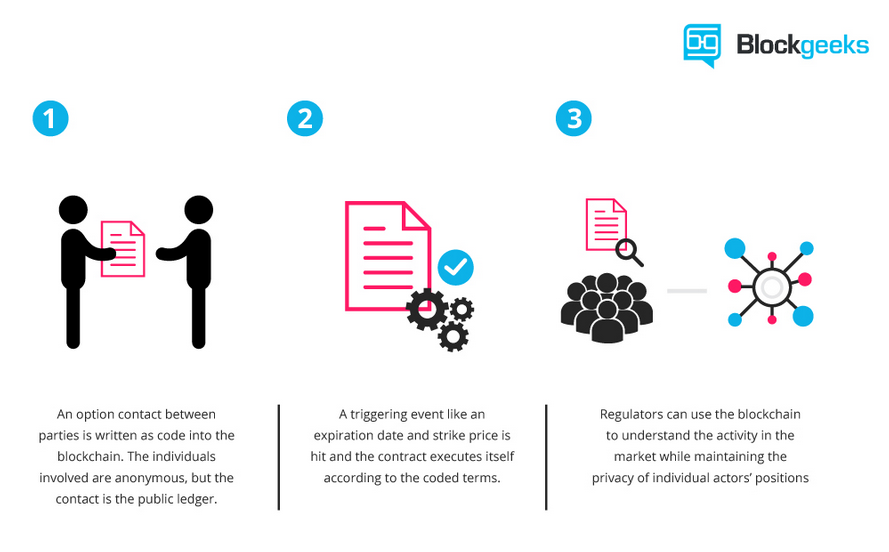 Blockgeeks
1
2
3
An option contact between
parties is written as code into the
blockchain. The individuals
involved are anonymous, but the
contact is the public ledger.
A triggering event like an
expiration date and strike price is
hit and the contract executes itself
according to the coded terms.
Regulators can use the blockchain
to understand the activity in the
market while maintaining the
privacy of individual actors’ positions